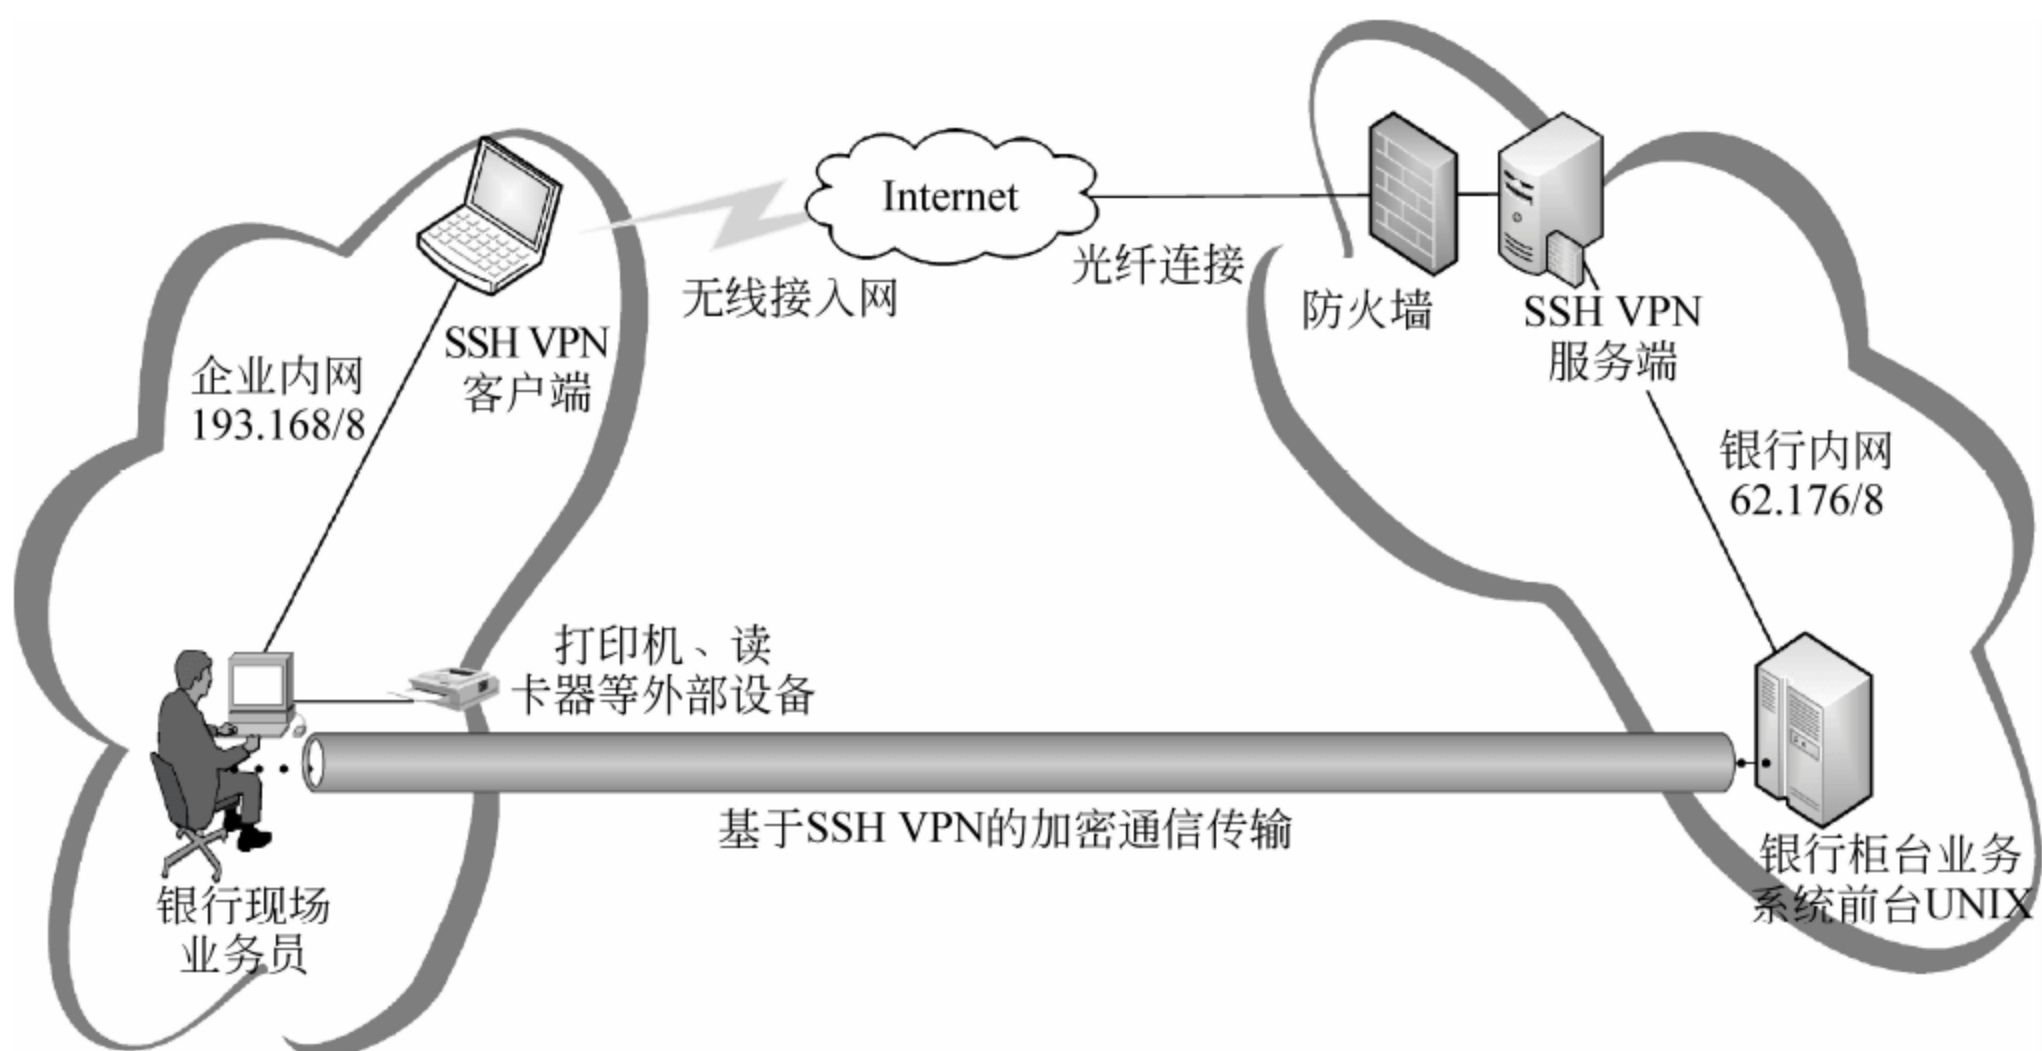 Internet
无线接入网
光纤连接
防火墙
SSH VPN
服务端
SSH VPN
客户端
企业内网
193.168/8
银行内网
62.176/8
打印机、读
卡器等外部设备
基于SSH VPN的加密通信传输
银行现场
业务员
银行柜台业务
系统前台UNIX